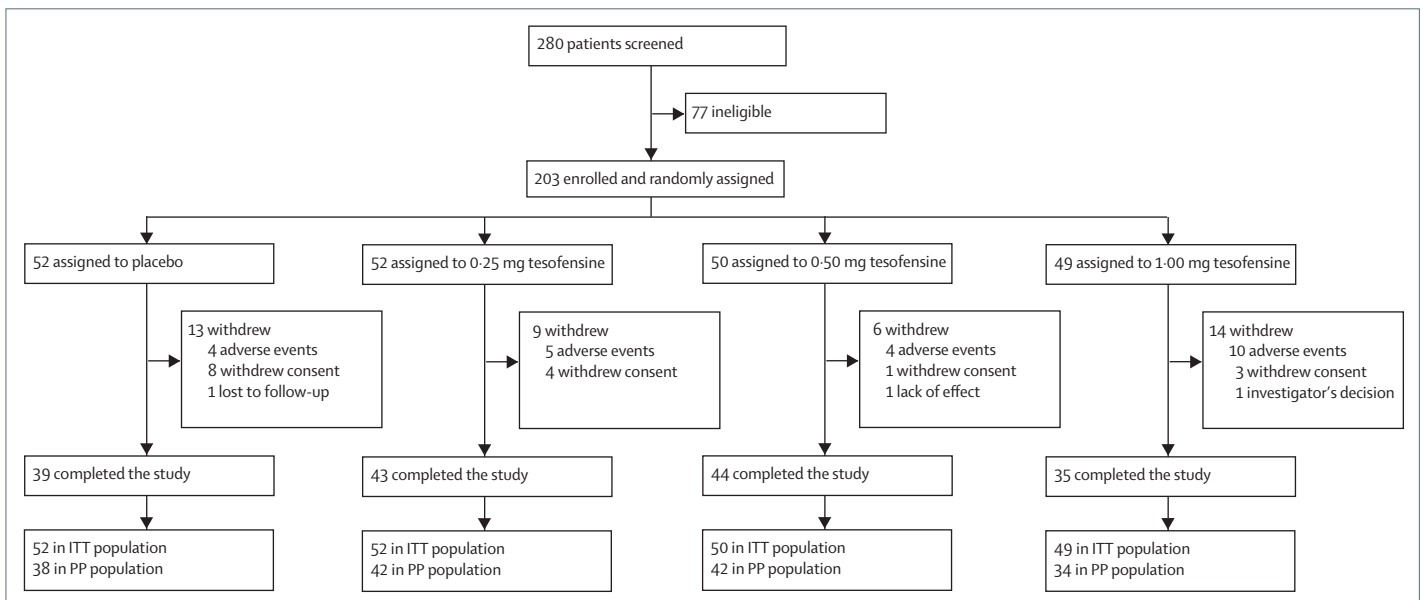 280 patients screened
77 ineligible
203 enrolled and randomly assigned
52 assigned to placebo
52 assigned to 0·25 mg tesofensine
50 assigned to 0·50 mg tesofensine
49 assigned to 1·00 mg tesofensine
13 withdrew
4 adverse events
8 withdrew consent
1 lost to follow-up
9 withdrew
5 adverse events
4 withdrew consent
6 withdrew
4 adverse events
1 withdrew consent
1 lack of effect
14 withdrew
10 adverse events
3 withdrew consent
1 investigator's decision
39 completed the study
43 completed the study
44 completed the study
35 completed the study
52 in ITT population
38 in PP population
52 in ITT population
42 in PP population
50 in ITT population
42 in PP population
49 in ITT population
34 in PP population